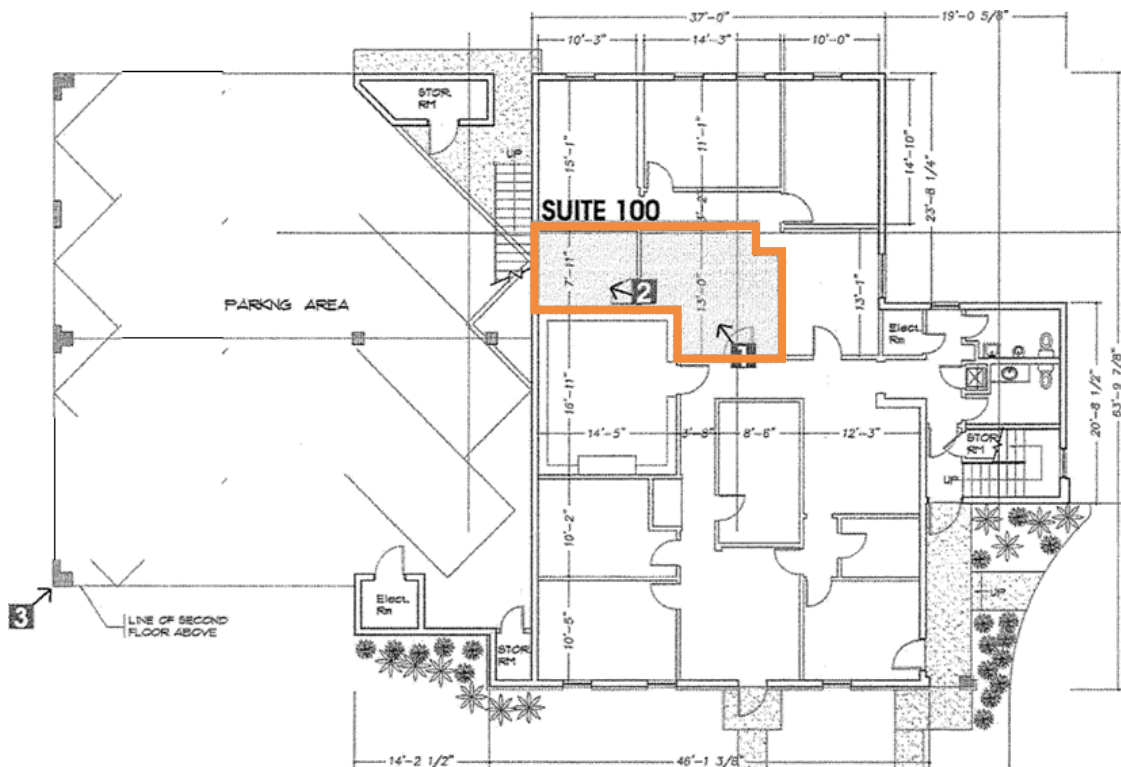 37'-0"
19'-0 5/8"
10'-3"
14'-3"
10'-0"
STOR.
RM
UP
15'-1"
11'-1"
14'-10"
23'-8 1/4"
SUITE 100
7'-11"
13'-0"
13'-1"
2
1
PARKNG AREA
Elect.
Rm
16'-11"
14'-5"
3'-8"
8'-6"
12'-3"
STOR
RM
UP
20'-8 1/2"
63'-9 7/8"
10'-2"
10'-5"
Elect.
Rm
STOR
RM
UP
3
LINE OF SECOND
FLOOR ABOVE
14'-2 1/2"
46'-1 3/8"